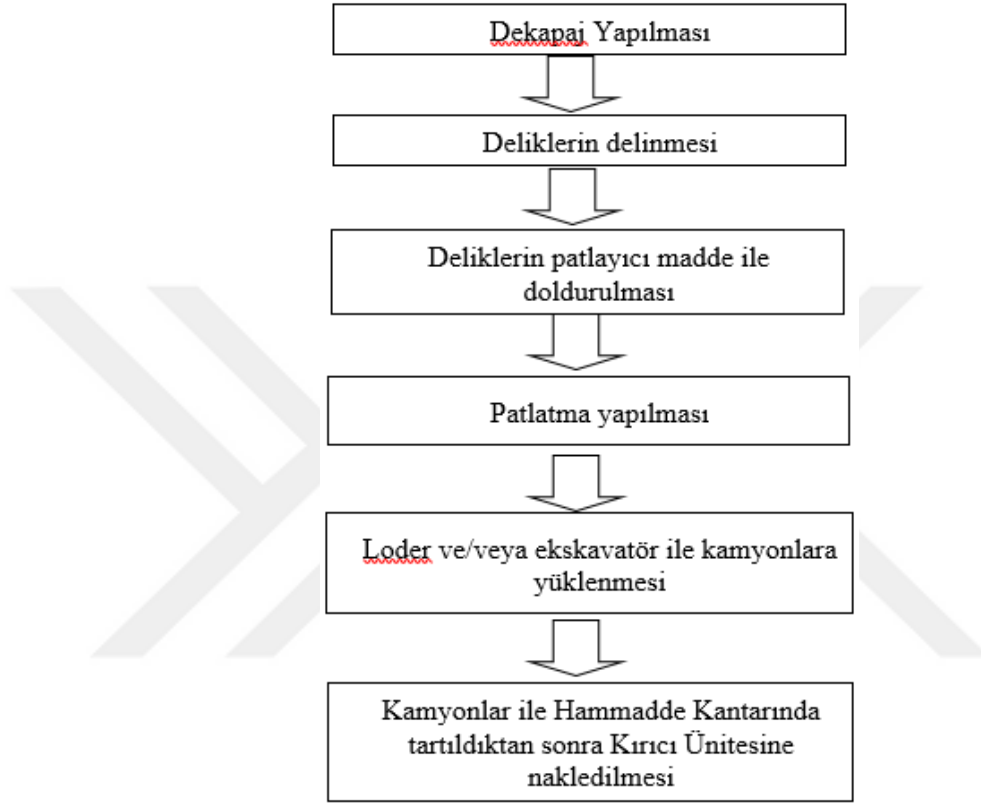 Dekapaj Yapılması
Deliklerin delinmesi
Deliklerin patlayıcı madde ile
doldurulması
Patlatma yapılması
Loder ve/veya ekskavatör ile kamyonlara
yüklenmesi
Kamyonlar ile Hammadde Kantarında
tartıldıktan sonra Kırıcı Ünitesine
nakledilmesi